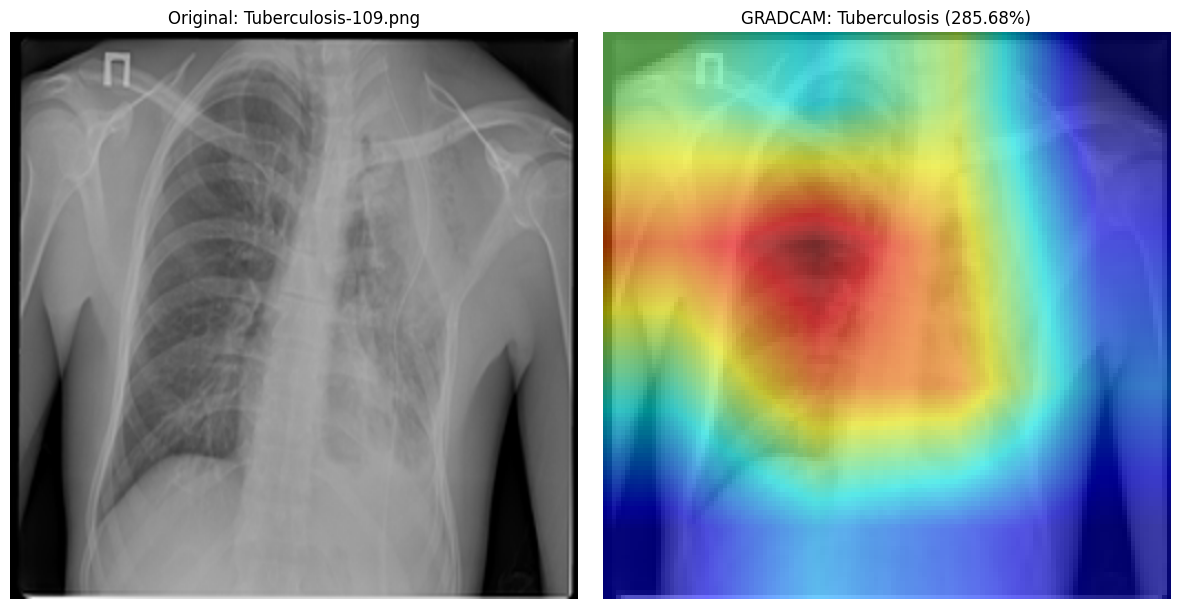 Original: Tuberculosis-109.png
GRADCAM: Tuberculosis (285.68%)
П
П